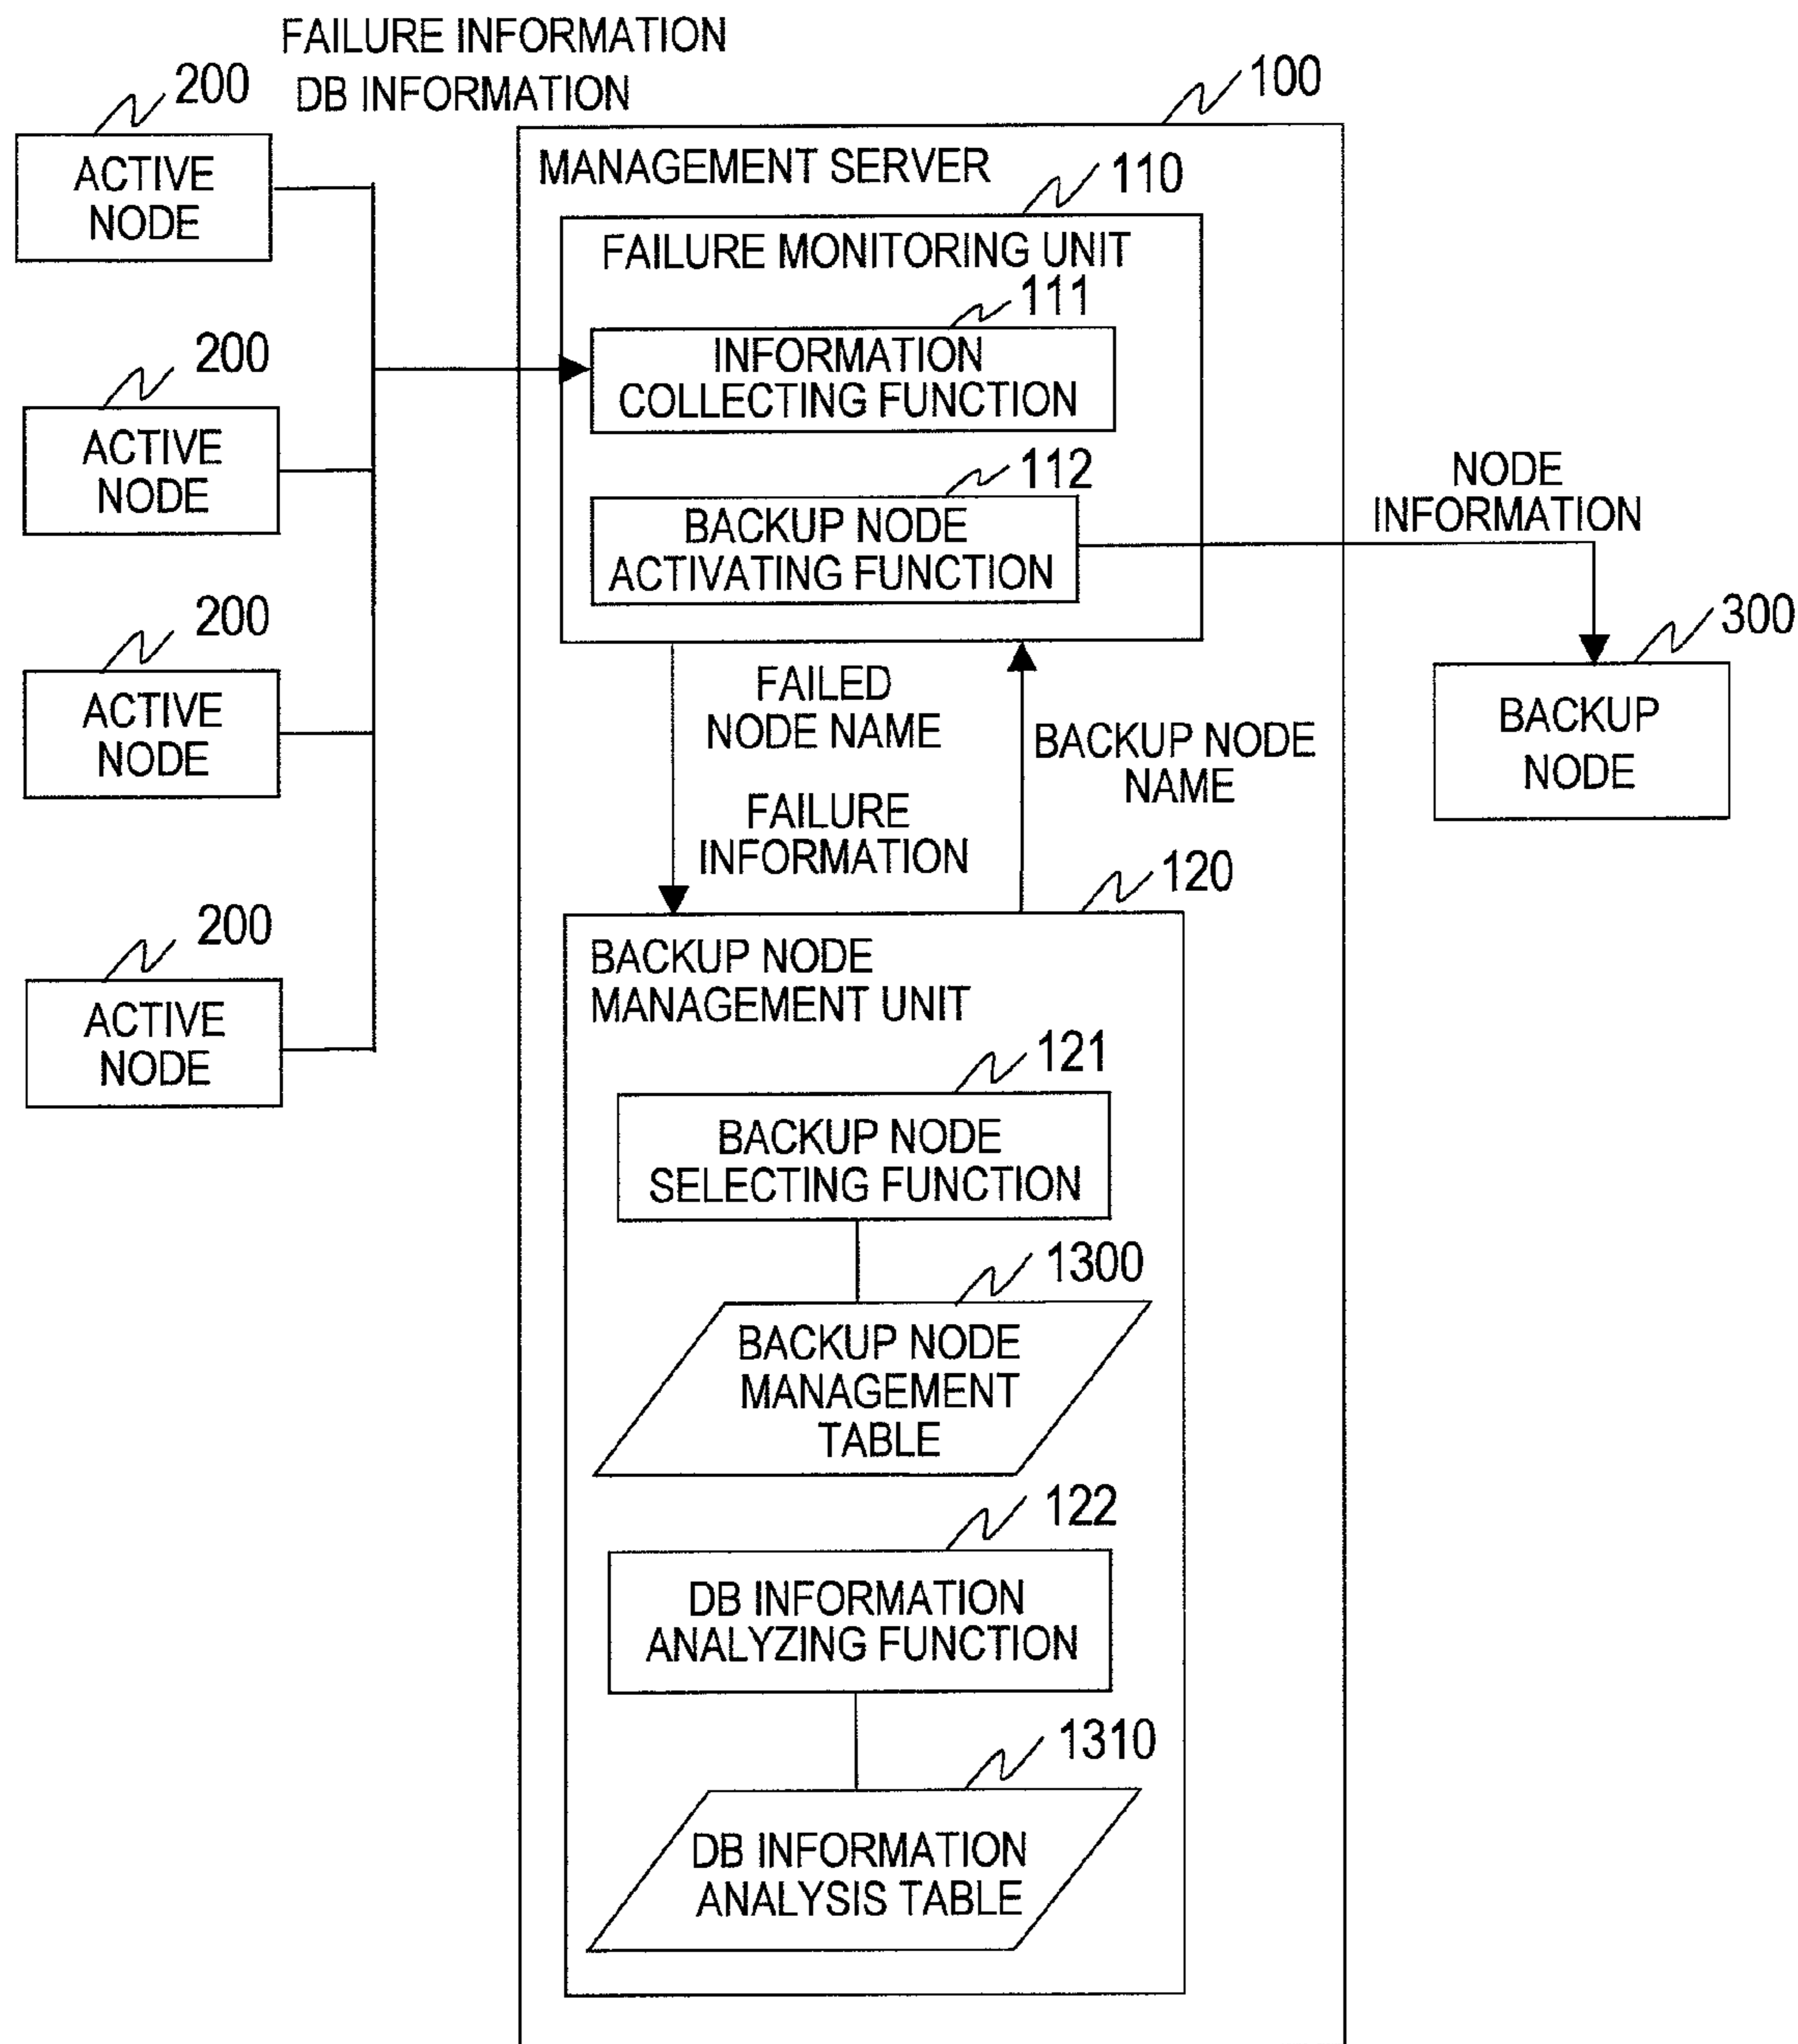 FAILURE INFORMATION
DB INFORMATION
200
ACTIVE
NODE
200
ACTIVE
NODE
200
ACTIVE
NODE
200
ACTIVE
NODE
100
MANAGEMENT SERVER
110
FAILURE MONITORING UNIT
111
INFORMATION
COLLECTING FUNCTION
112
BACKUP NODE
ACTIVATING FUNCTION
NODE
INFORMATION
300
BACKUP
NODE
FAILED
NODE NAME
FAILURE
INFORMATION
BACKUP NODE
NAME
120
BACKUP NODE
MANAGEMENT UNIT
121
BACKUP NODE
SELECTING FUNCTION
1300
BACKUP NODE
MANAGEMENT
TABLE
122
DB INFORMATION
ANALYZING FUNCTION
1310
DB INFORMATION
ANALYSIS TABLE